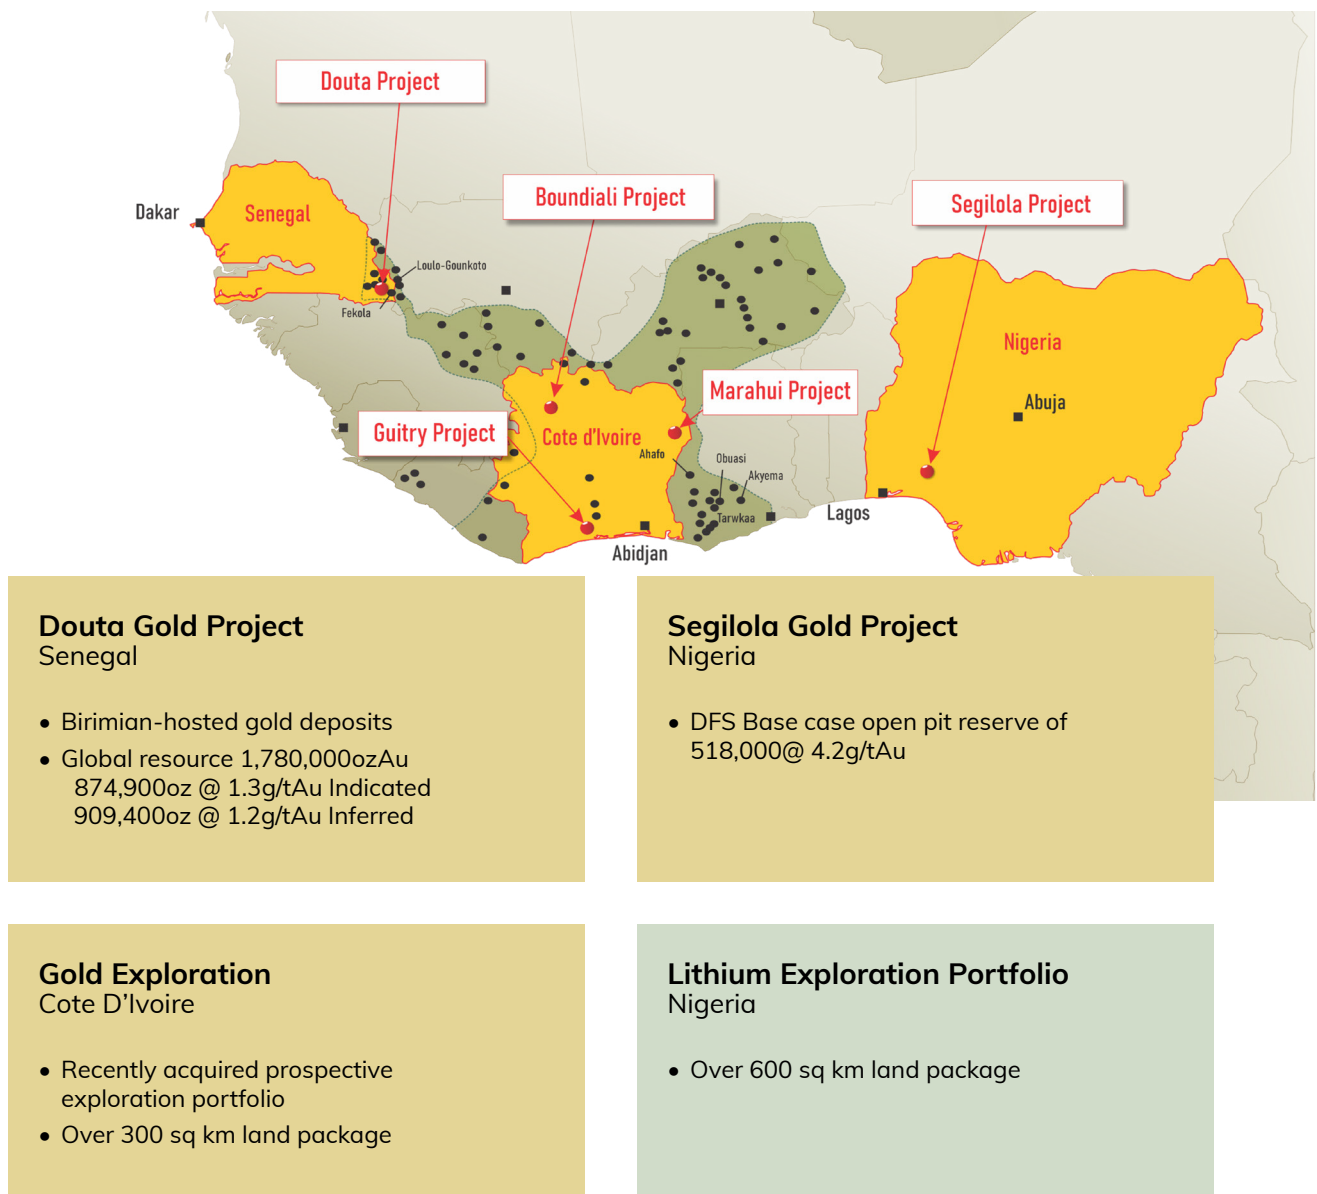 Douta Project
Boundiali Project
Segilola Project
Dakar
Senegal
Loulo-Gounkoto
Fekola
Nigeria
Marahui Project
Abuja
Guitry Project
Cote d'Ivoire
Ahafo
Obuasi
Akyema
Tarwkaa
Lagos
Abidjan
Douta Gold Project
Senegal
• Birimian-hosted gold deposits
• Global resource 1,780,000ozAu
874,900oz @ 1.3g/tAu Indicated
909,400oz @ 1.2g/tAu Inferred
Segilola Gold Project
Nigeria
• DFS Base case open pit reserve of
518,000@ 4.2g/tAu
Gold Exploration
Cote D’Ivoire
• Recently acquired prospective
exploration portfolio
• Over 300 sq km land package
Lithium Exploration Portfolio
Nigeria
• Over 600 sq km land package